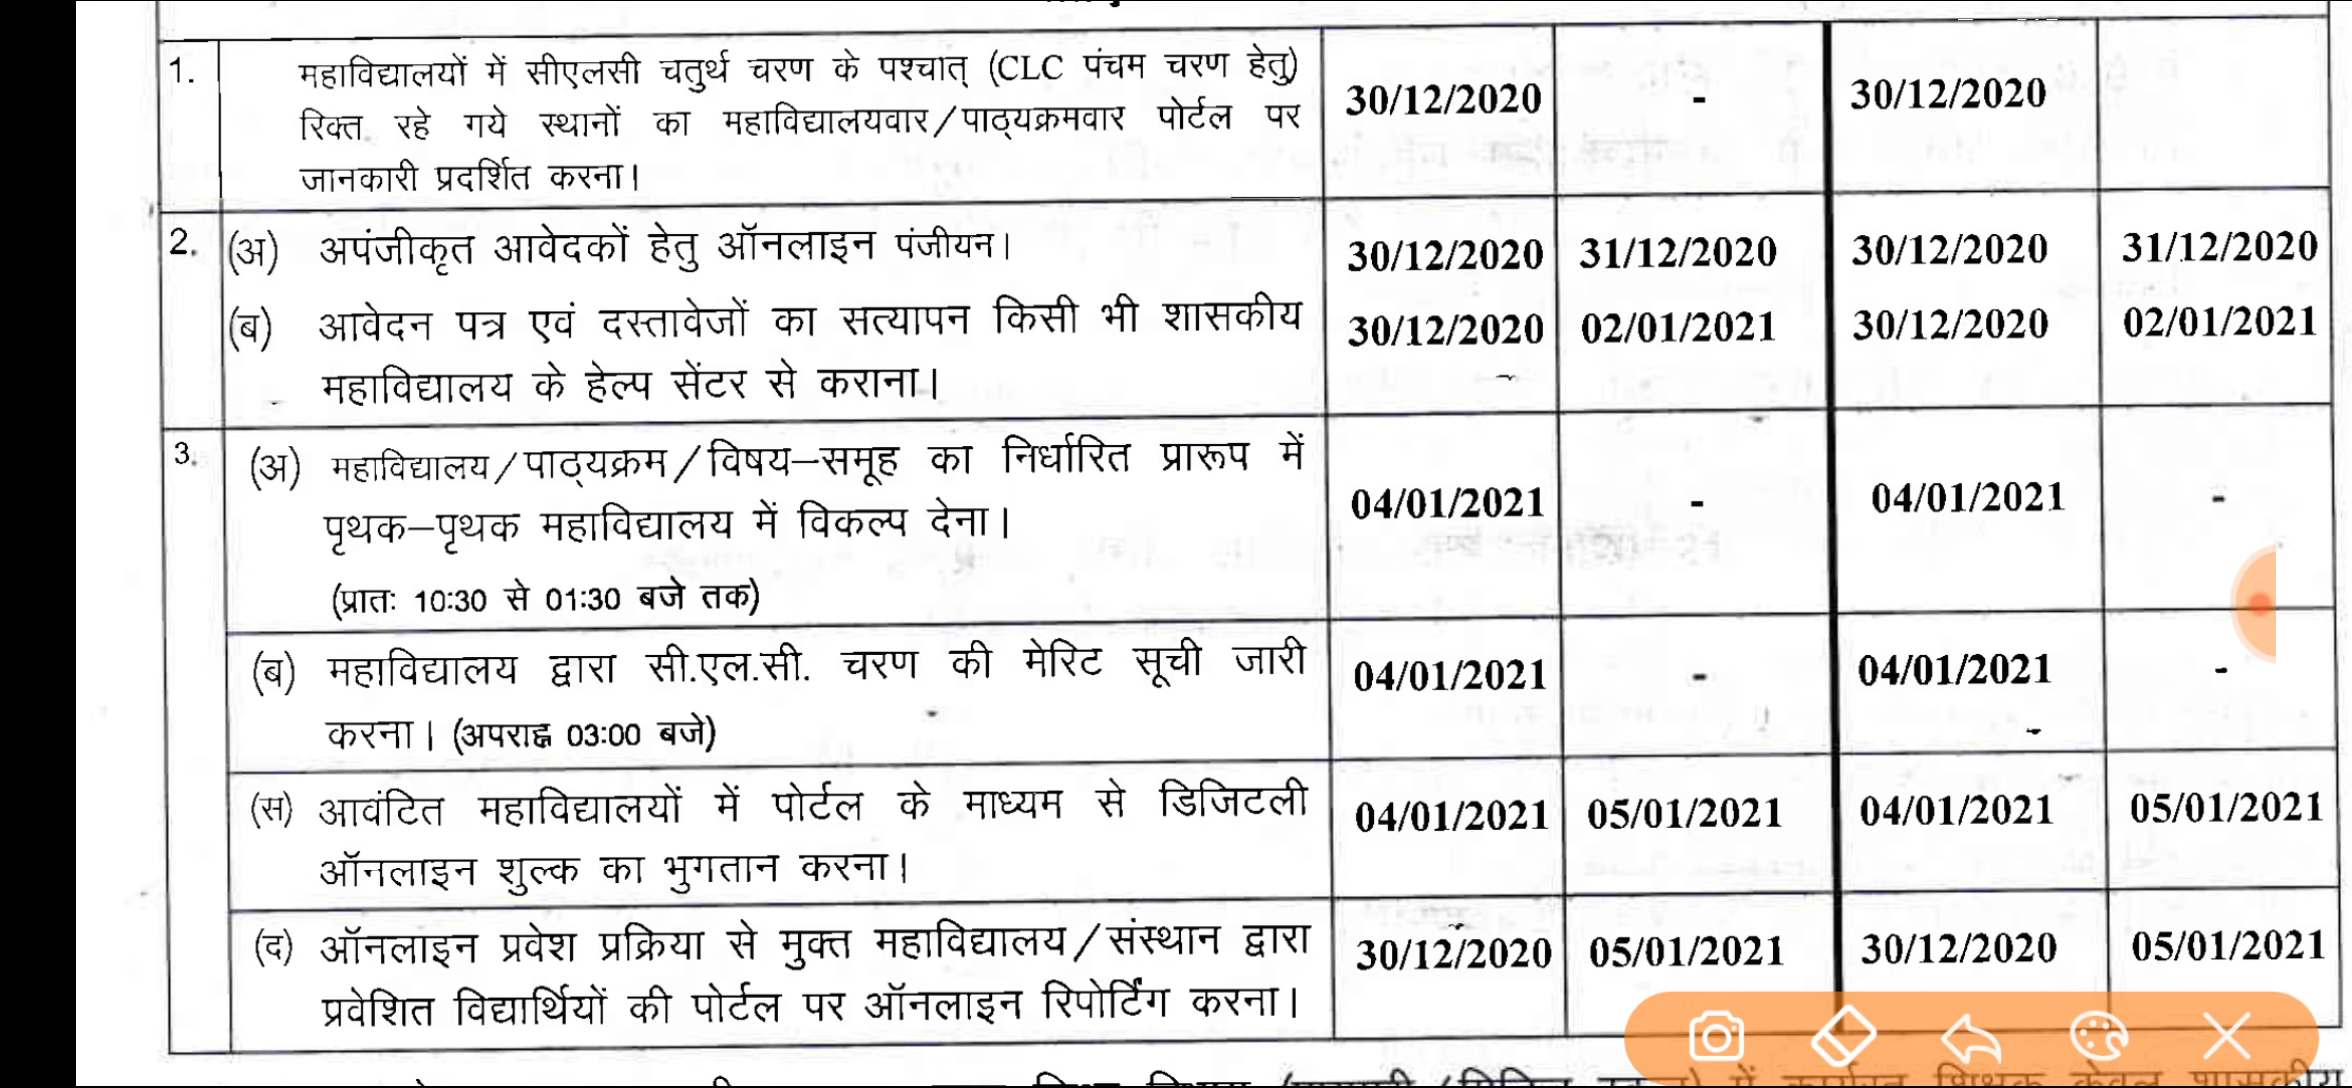 1. महाविद्यालयों में सीएलसी चतुर्थ चरण के पश्चात् (CLC पंचम चरण हेतु)
रिक्त रहे गये स्थानों का महाविद्यालयवार/पाठ्यक्रमवार पोर्टल पर 30/12/2020 - 30/12/2020
जानकारी प्रदर्शित करना।
2. (अ) अपंजीकृत आवेदकों हेतु ऑनलाइन पंजीयन। 30/12/2020 31/12/2020 30/12/2020 31/12/2020
(ब) आवेदन पत्र एवं दस्तावेजों का सत्यापन किसी भी शासकीय 30/12/2020 02/01/2021 30/12/2020 02/01/2021
महाविद्यालय के हेल्प सेंटर से कराना।
3. (अ) महाविद्यालय/पाठ्यक्रम/विषय–समूह का निर्धारित प्रारूप में
पृथक–पृथक महाविद्यालय में विकल्प देना। 04/01/2021 - 04/01/2021 -
(प्रातः 10:30 से 01:30 बजे तक)
(ब) महाविद्यालय द्वारा सी.एल.सी. चरण की मेरिट सूची जारी 04/01/2021 - 04/01/2021 -
करना। (अपराह्न 03:00 बजे)
(स) आवंटित महाविद्यालयों में पोर्टल के माध्यम से डिजिटली 04/01/2021 05/01/2021 04/01/2021 05/01/2021
ऑनलाइन शुल्क का भुगतान करना।
(द) ऑनलाइन प्रवेश प्रक्रिया से मुक्त महाविद्यालय/संस्थान द्वारा 30/12/2020 05/01/2021 30/12/2020 05/01/2021
प्रवेशित विद्यार्थियों की पोर्टल पर ऑनलाइन रिपोर्टिंग करना।